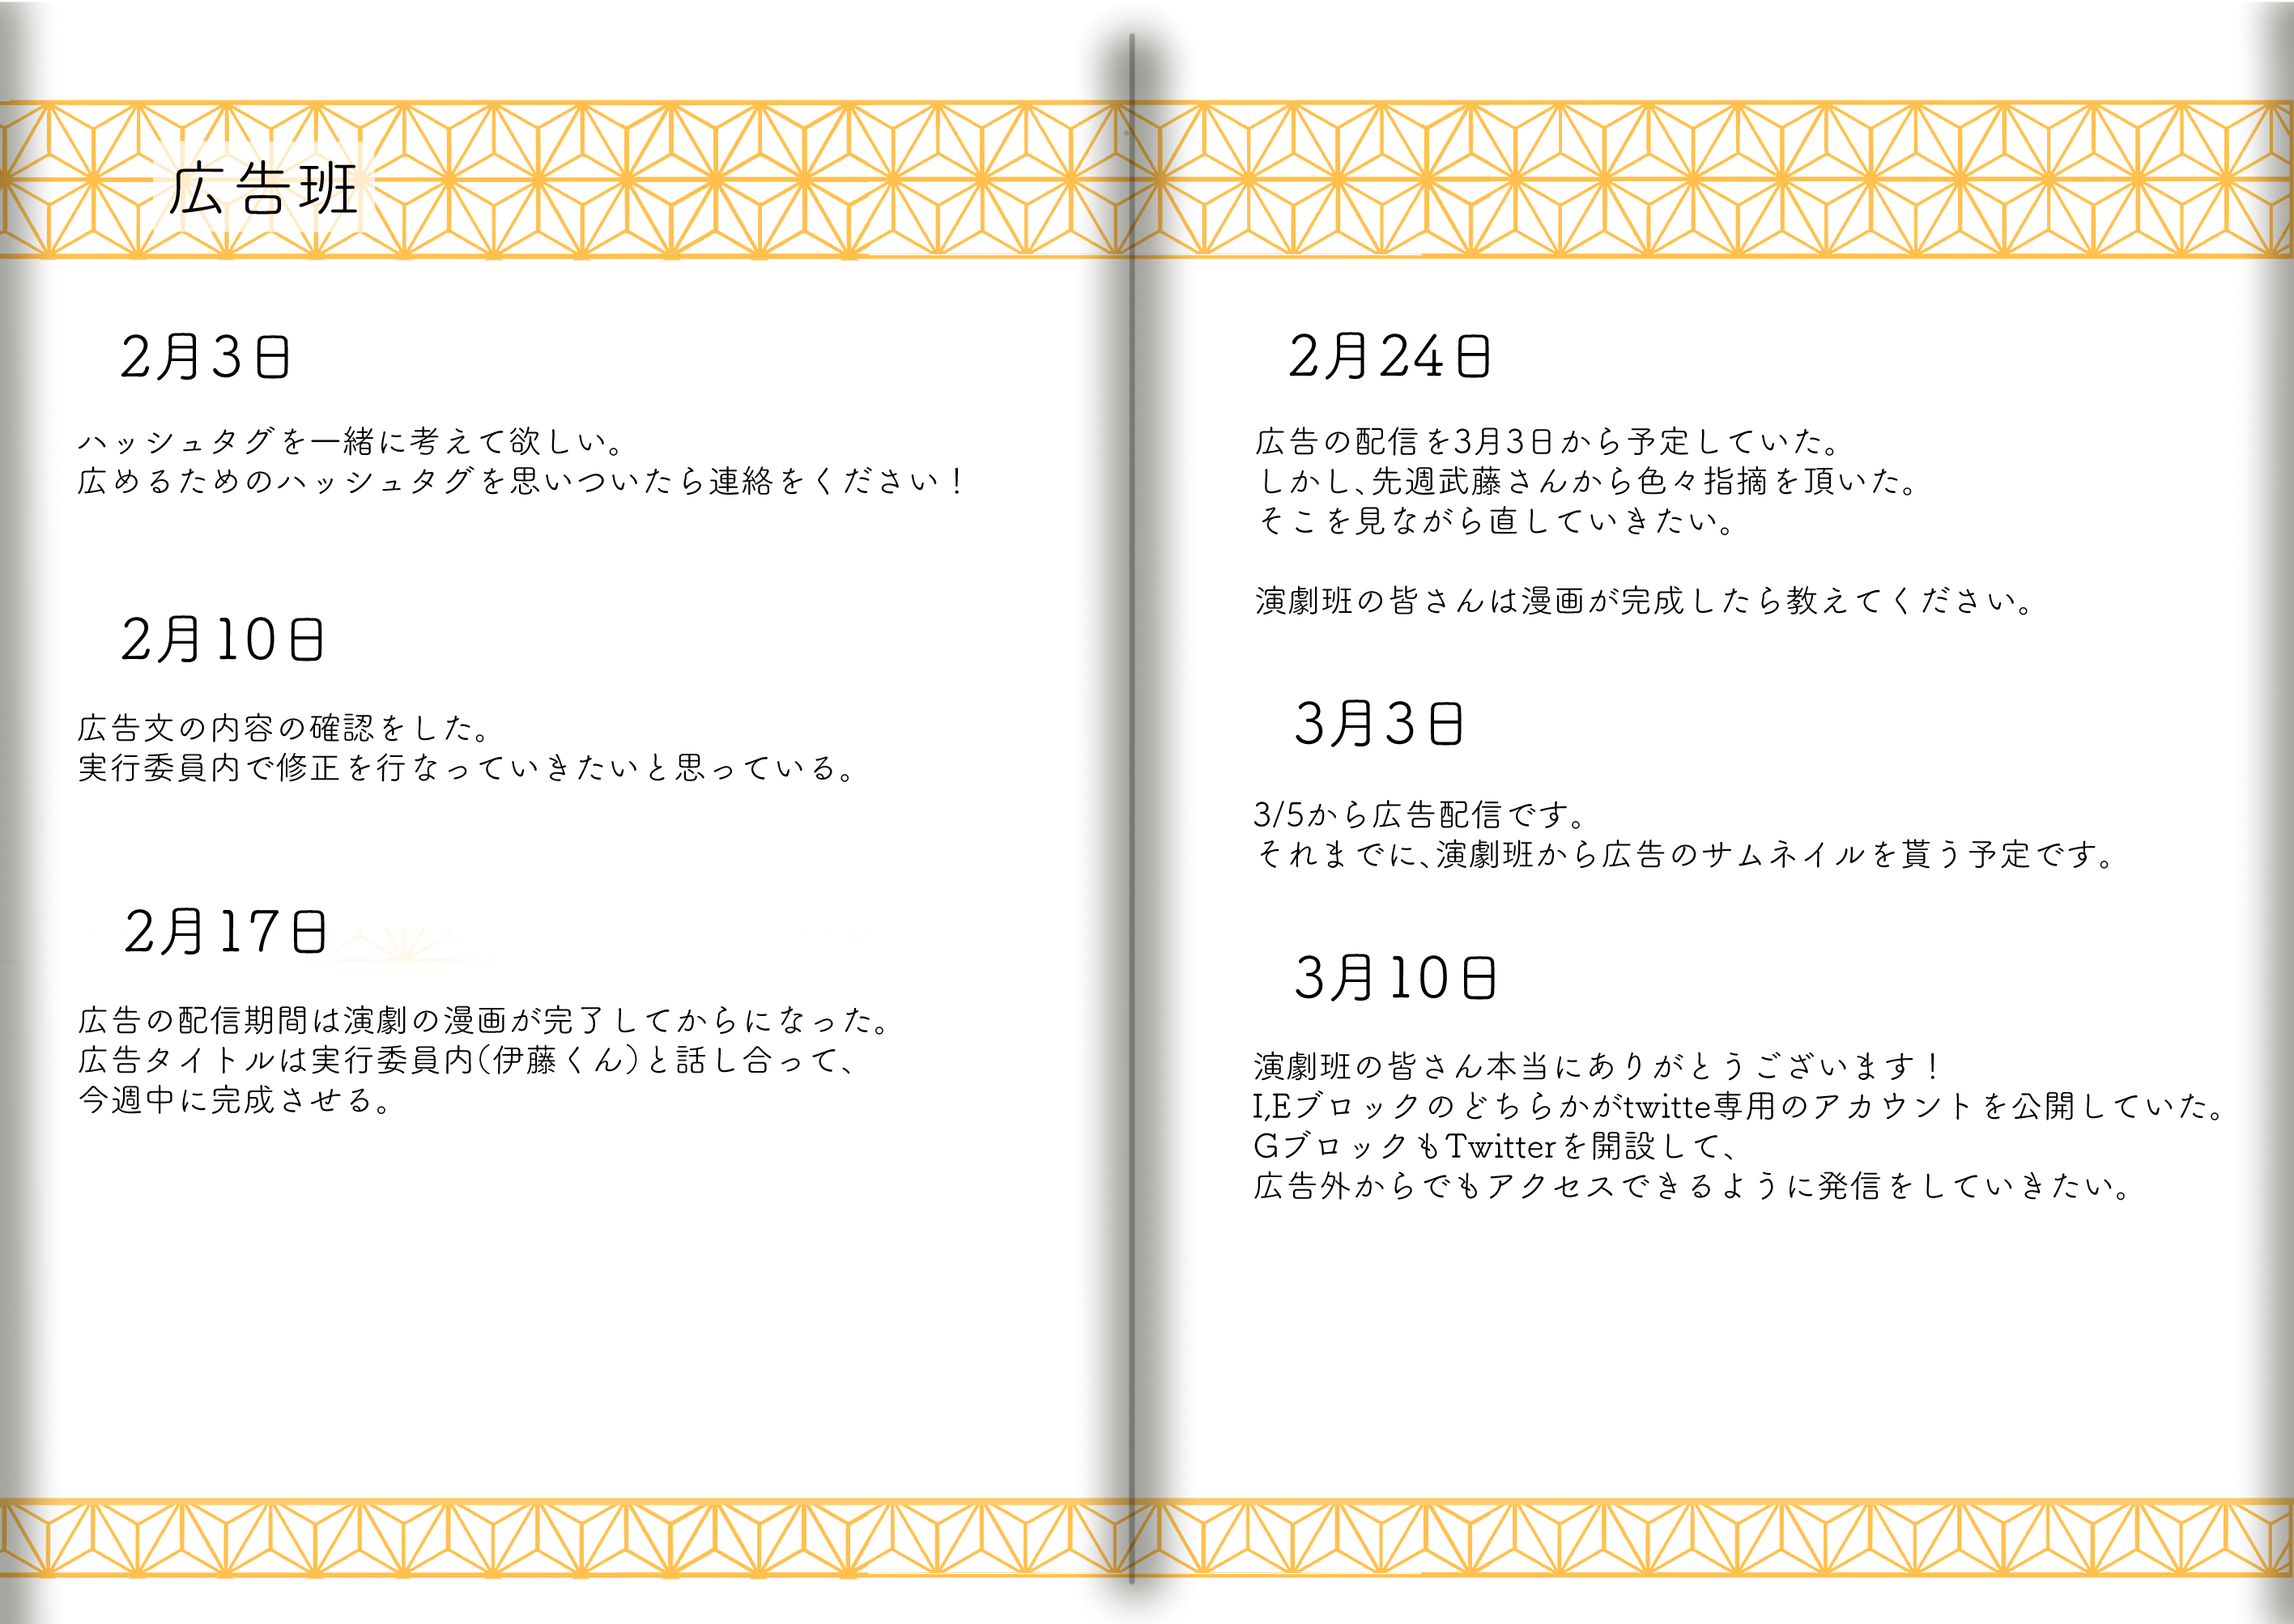 広告班
2月3日
ハッシュタグを一緒に考えて欲しい。
広めるためのハッシュタグを思いついたら連絡をください！
2月10日
広告文の内容の確認をした。
実行委員内で修正を行なっていきたいと思っている。
2月17日
広告の配信期間は演劇の漫画が完了してからになった。
広告タイトルは実行委員内（伊藤くん）と話し合って、
今週中に完成させる。
2月24日
広告の配信を3月3日から予定していた。
しかし、先週武藤さんから色々指摘を頂いた。
そこを見ながら直していきたい。
演劇班の皆さんは漫画が完成したら教えてください。
3月3日
3/5から広告配信です。
それまでに、演劇班から広告のサムネイルを貰う予定です。
3月10日
演劇班の皆さん本当にありがとうございます！
I,Eブロックのどちらかがtwitte専用のアカウントを公開していた。
GブロックもTwitterを開設して、
広告外からでもアクセスできるように発信をしていきたい。